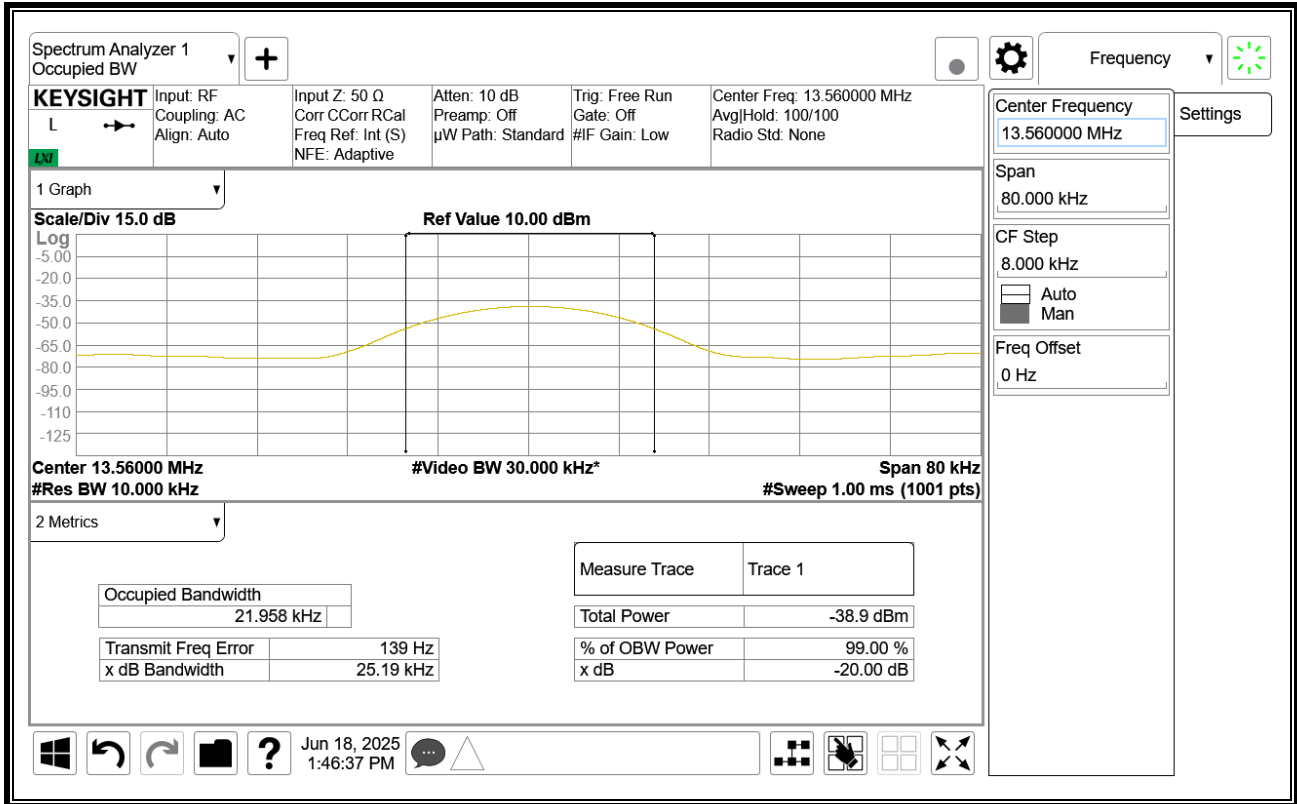 Spectrum Analyzer 1
Occupied BW
Frequency
KEYSIGHT
L
LXI
Input: RF
Coupling: AC
Align: Auto
Input Z: 50 Ω
Corr CCorr RCal
Freq Ref: Int (S)
NFE: Adaptive
Atten: 10 dB
Preamp: Off
µW Path: Standard
Trig: Free Run
Gate: Off
#IF Gain: Low
Center Freq: 13.560000 MHz
Avg|Hold: 100/100
Radio Std: None
Center Frequency
13.560000 MHz
Settings
Span
80.000 kHz
CF Step
8.000 kHz
Auto
Man
Freq Offset
0 Hz
1 Graph
Scale/Div 15.0 dB
Ref Value 10.00 dBm
Log
-5.00
-20.0
-35.0
-50.0
-65.0
-80.0
-95.0
-110
-125
Center 13.56000 MHz
#Video BW 30.000 kHz*
Span 80 kHz
#Res BW 10.000 kHz
#Sweep 1.00 ms (1001 pts)
2 Metrics
Occupied Bandwidth
21.958 kHz
Transmit Freq Error 139 Hz
x dB Bandwidth 25.19 kHz
Measure Trace Trace 1
Total Power -38.9 dBm
% of OBW Power 99.00 %
x dB -20.00 dB
?
Jun 18, 2025
1:46:37 PM